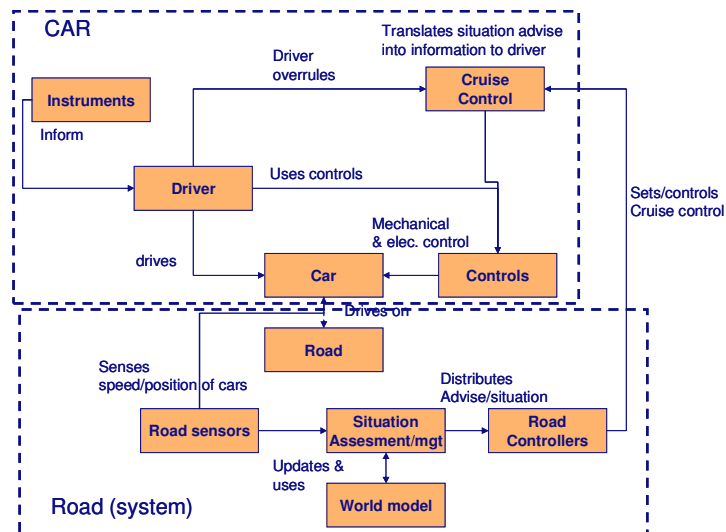 CAR
Translates situation advise
into information to driver
Driver
overrules
Cruise
Control
Instruments
Inform
Driver
Uses controls
Sets/controls
Cruise control
Mechanical
& elec. control
drives
Car
Controls
Drives on
Road
Senses
speed/position of cars
Distributes
Advise/situation
Road sensors
Situation
Assesment/mgt
Road
Controllers
Updates &
uses
World model
Road (system)